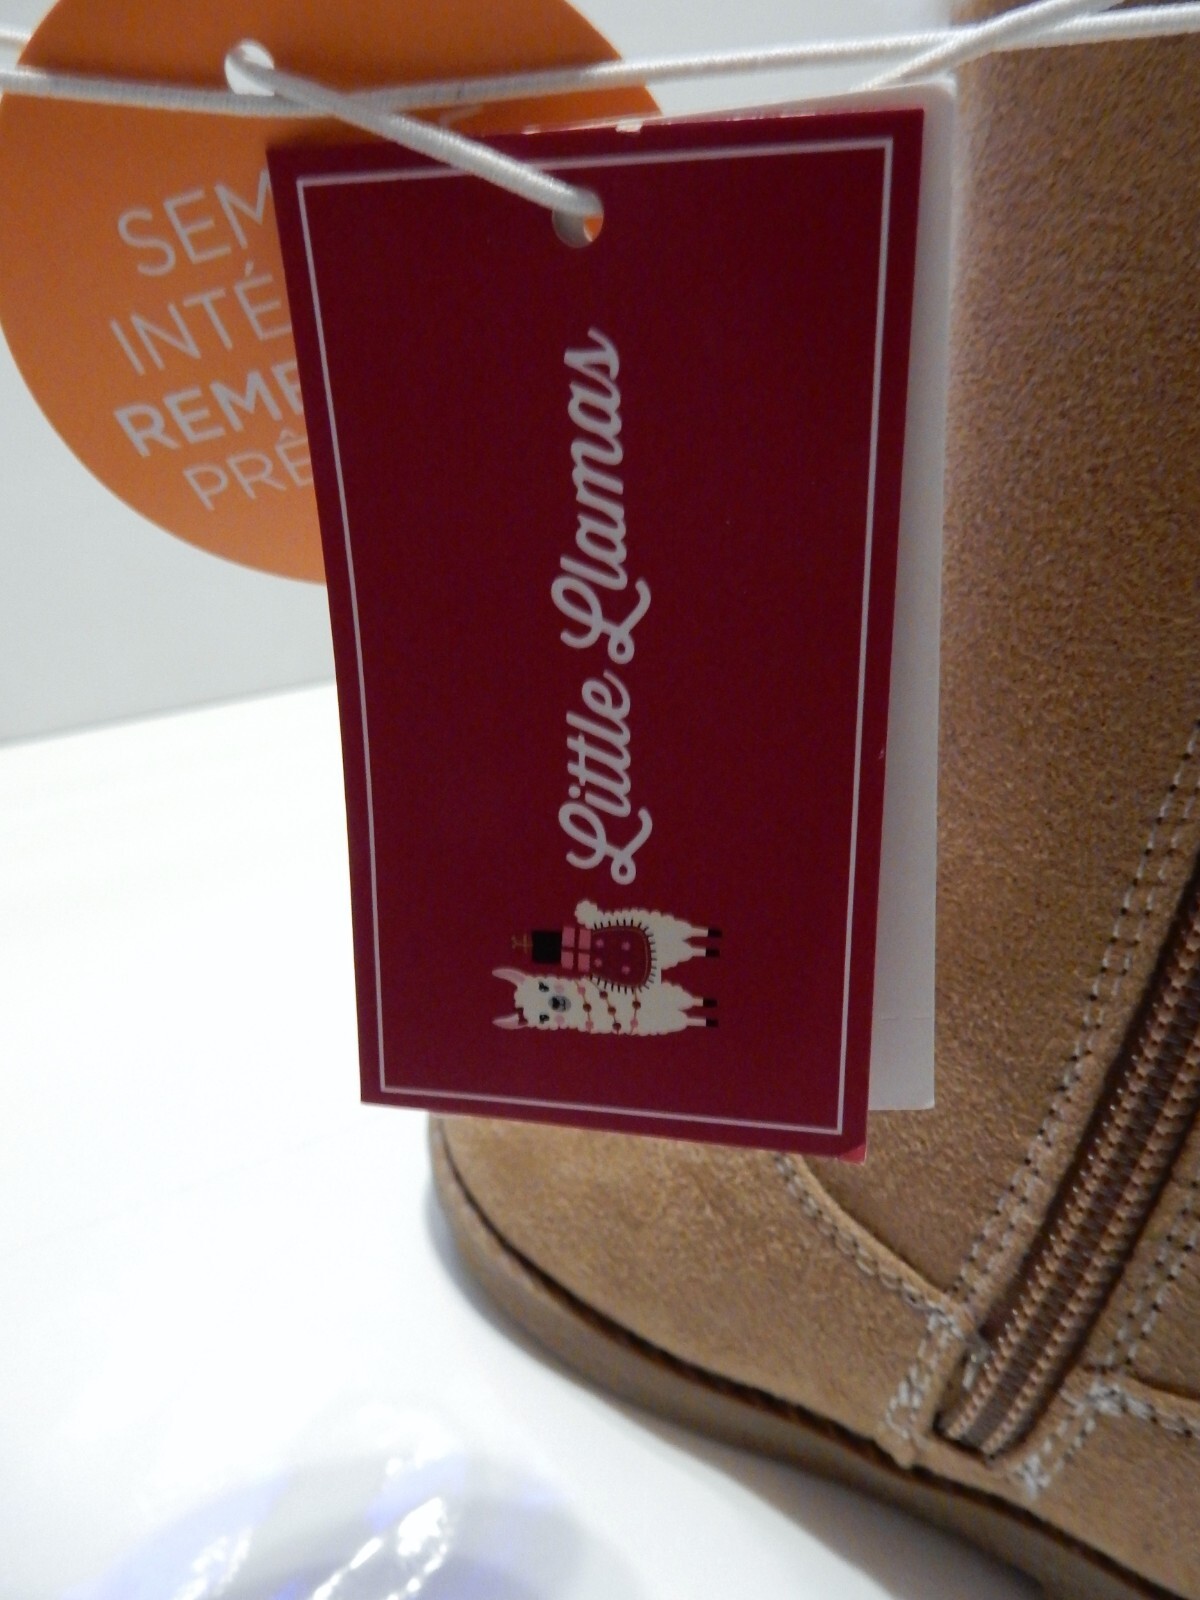 SEM
INTÉ
REME
PRÊ
Little Llamas